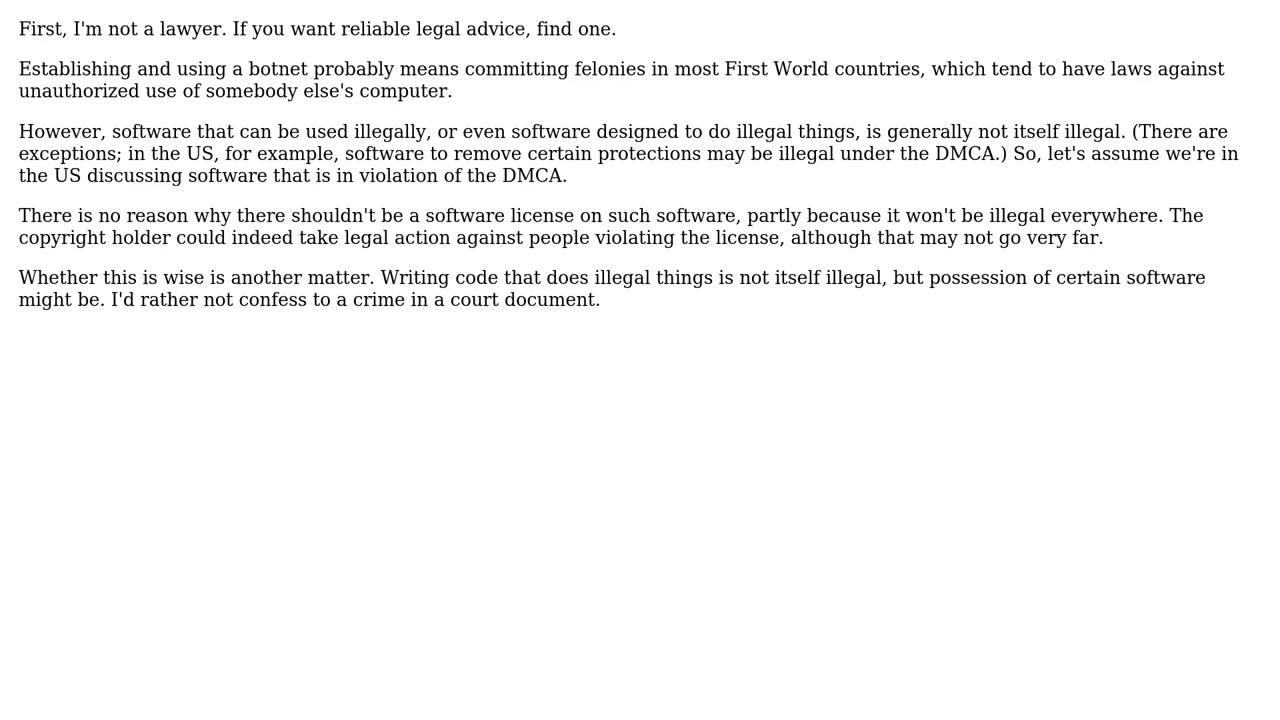 First, I'm not a lawyer. If you want reliable legal advice, find one.
Establishing and using a botnet probably means committing felonies in most First World countries, which tend to have laws against
unauthorized use of somebody else's computer.
However, software that can be used illegally, or even software designed to do illegal things, is generally not itself illegal. (There are
exceptions; in the US, for example, software to remove certain protections may be illegal under the DMCA.) So, let's assume we're in
the US discussing software that is in violation of the DMCA.
There is no reason why there shouldn't be a software license on such software, partly because it won't be illegal everywhere. The
copyright holder could indeed take legal action against people violating the license, although that may not go very far.
Whether this is wise is another matter. Writing code that does illegal things is not itself illegal, but possession of certain software
might be. I'd rather not confess to a crime in a court document.